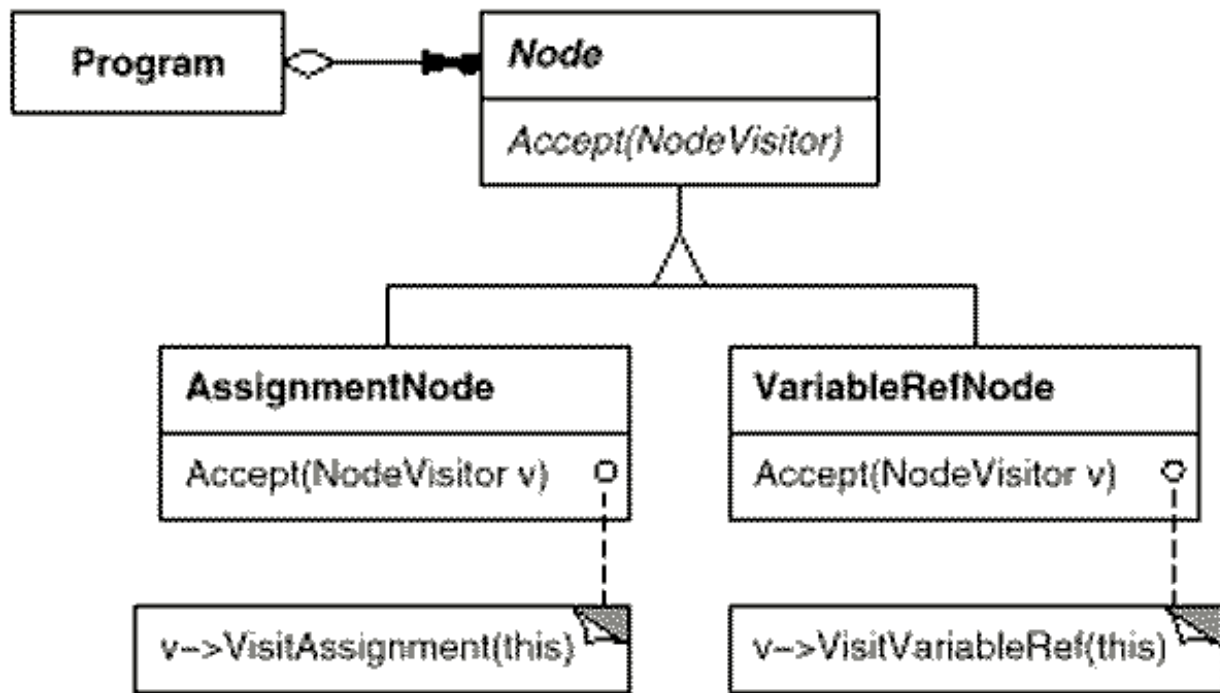 Program
Node
Accept(NodeVisitor)
AssignmentNode
Accept(NodeVisitor v)
VariableRefNode
Accept(NodeVisitor v)
v-->VisitAssignment(this)
v-->VisitVariableRef(this)